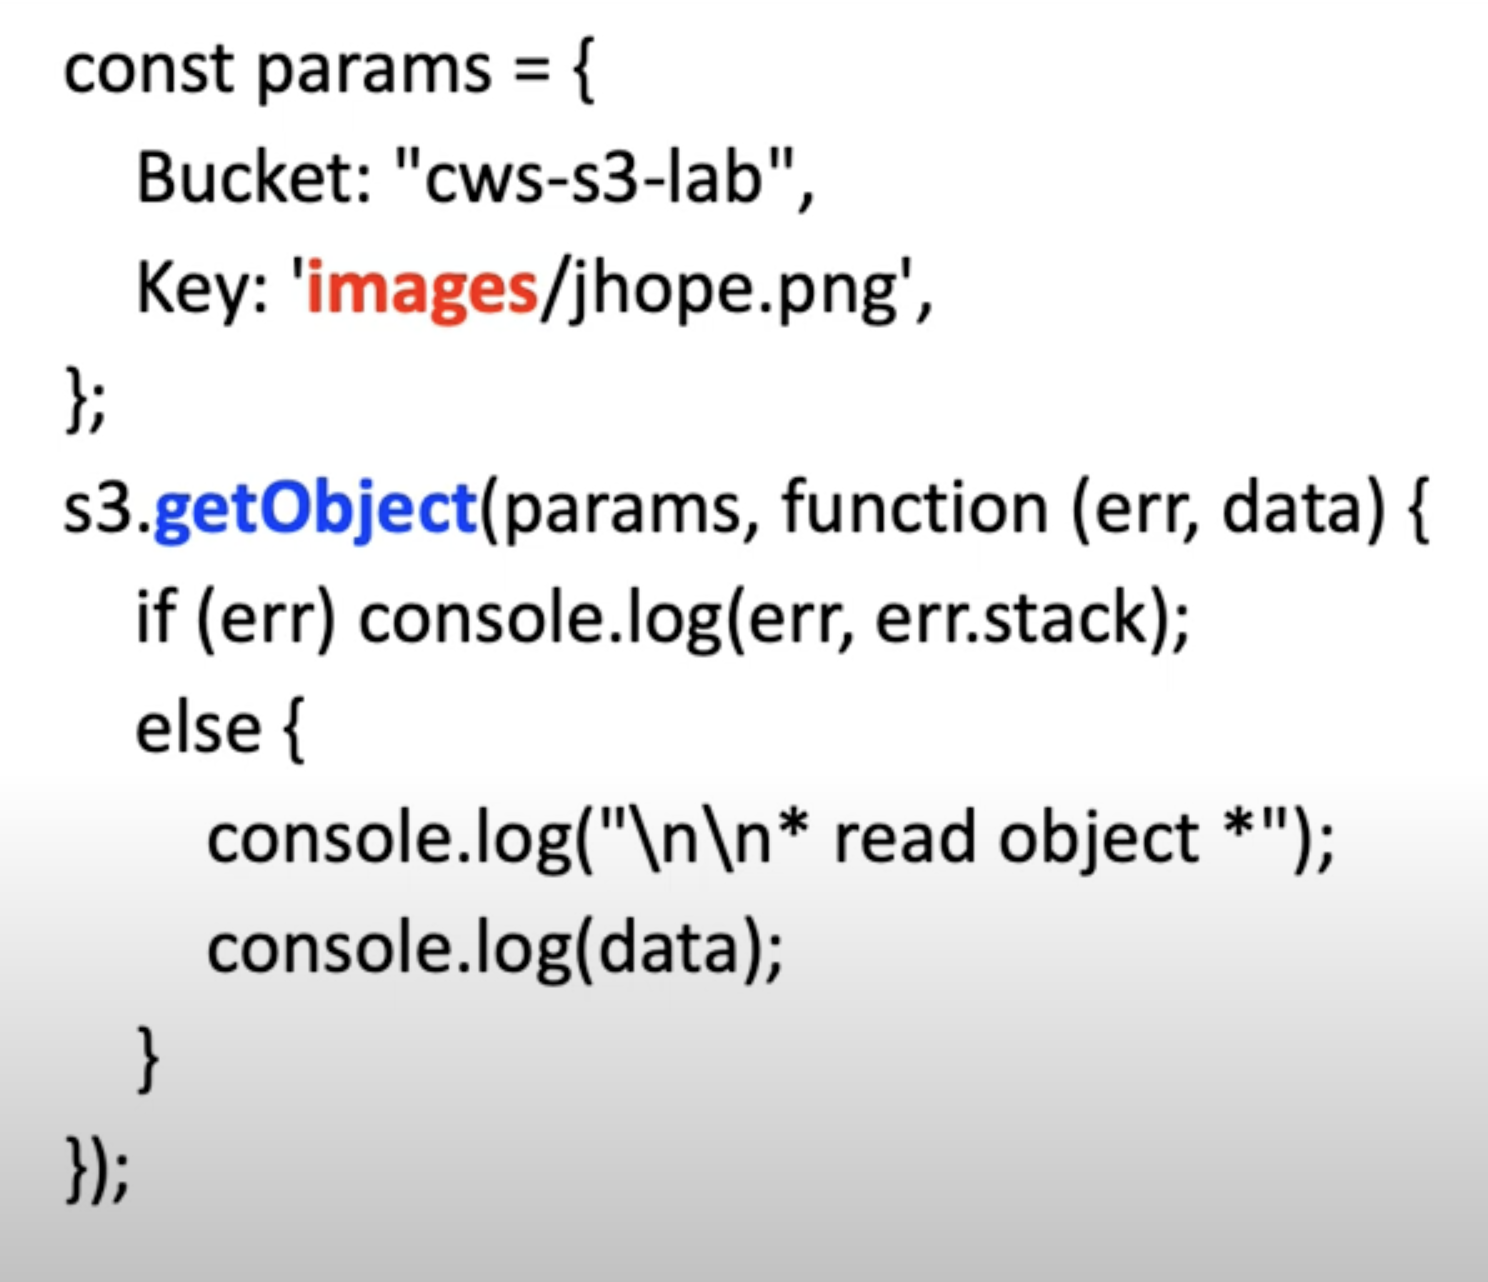 const params = {
Bucket: "cws-s3-lab",
Key: 'images/jhope.png',
};
s3.getObject(params, function (err, data) {
if (err) console.log(err, err.stack);
else {
console.log("\n\n* read object *");
console.log(data);
}
});